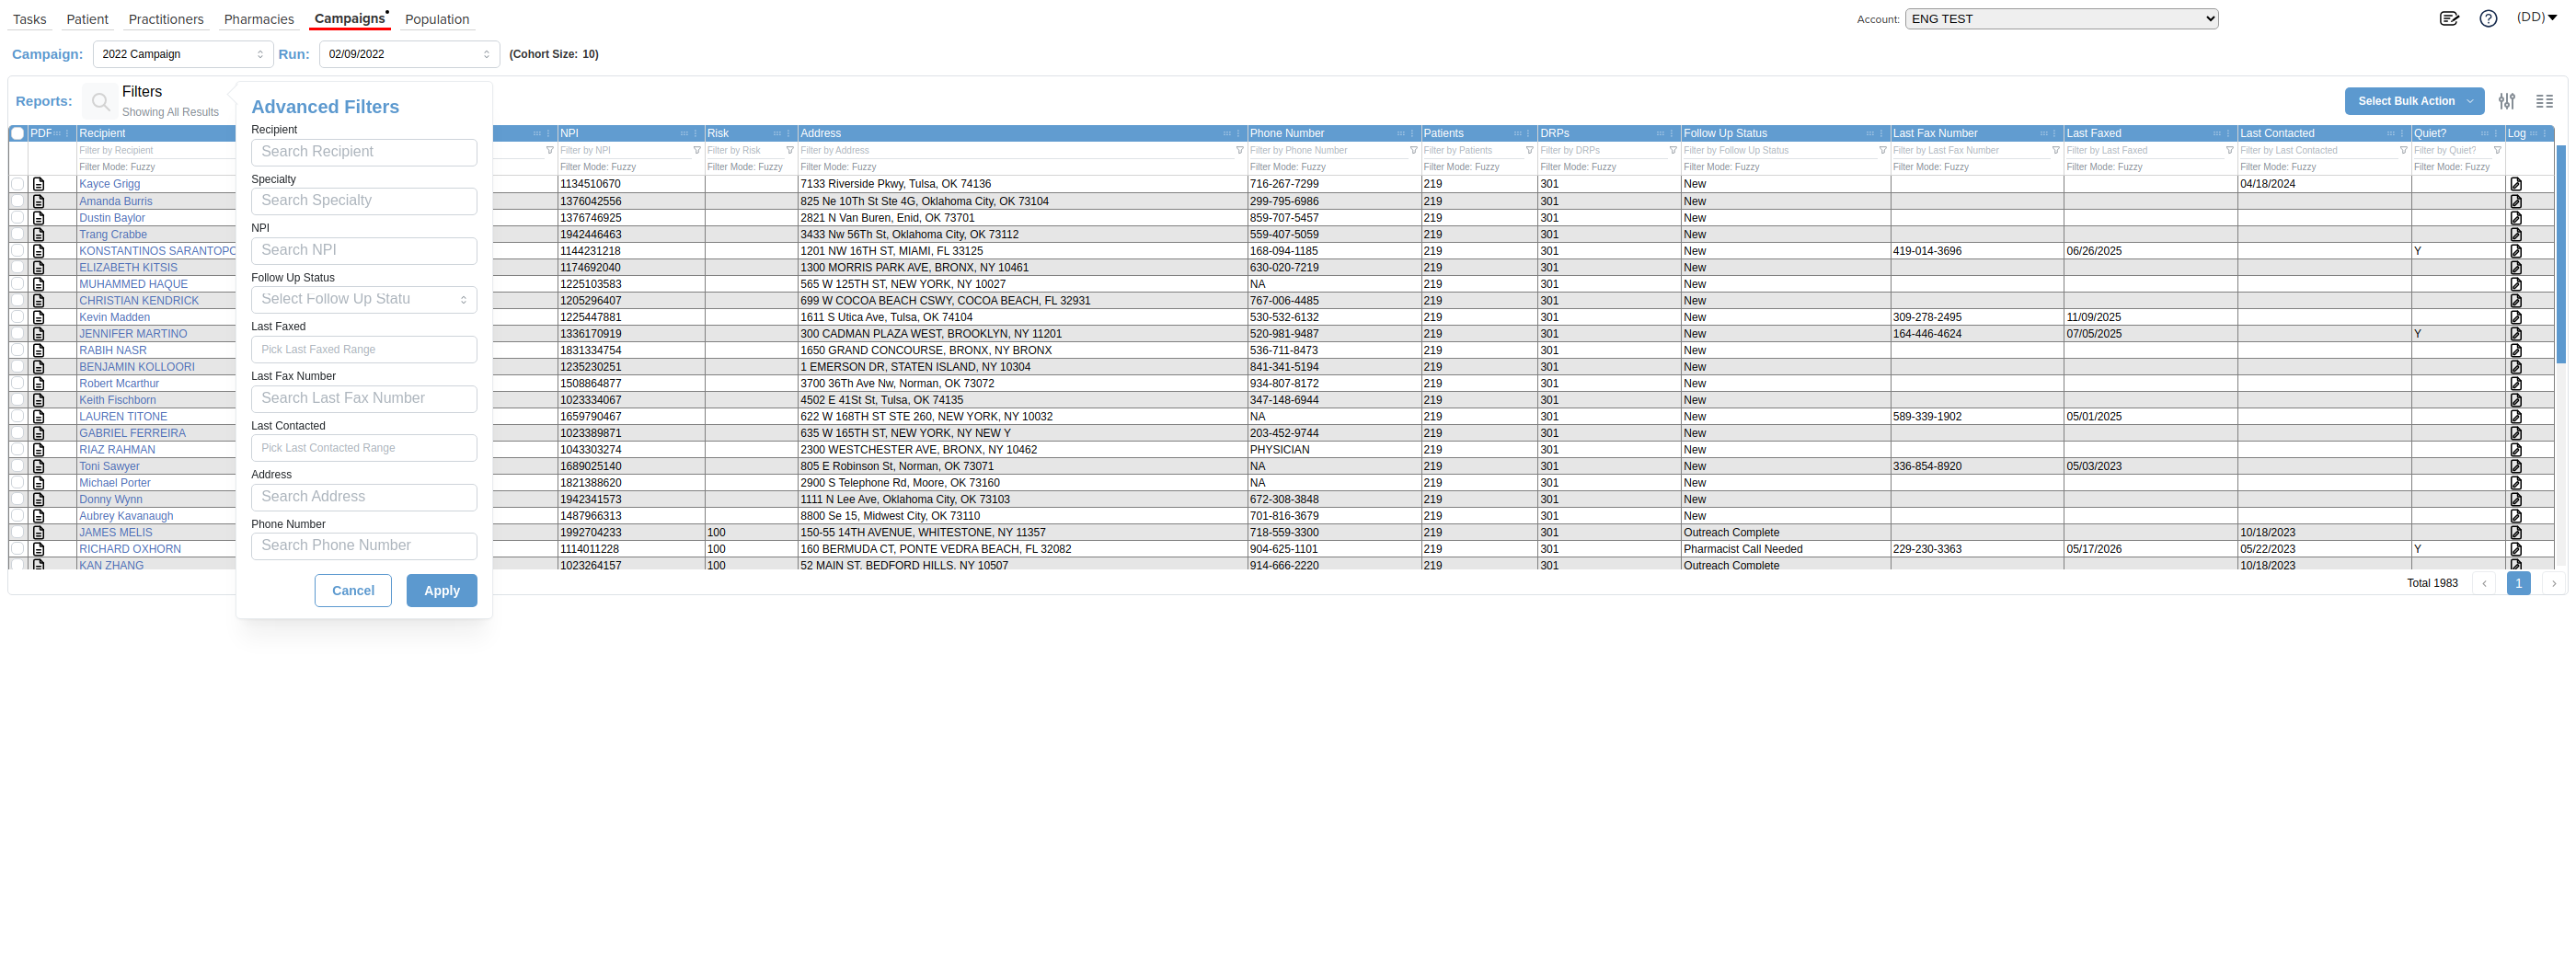 Tasks Patient Practitioners Pharmacies Campaigns Population Account: ENG TEST (DD)
Campaign: 2022 Campaign Run: 02/09/2022 (Cohort Size: 10)
Reports: Filters
Showing All Results
Select Bulk Action
Advanced Filters
Recipient
Search Recipient
Specialty
Search Specialty
NPI
Search NPI
Follow Up Status
Select Follow Up Statu
Last Faxed
Pick Last Faxed Range
Last Fax Number
Search Last Fax Number
Last Contacted
Pick Last Contacted Range
Address
Search Address
Phone Number
Search Phone Number
Cancel Apply
PDF Recipient NPI Risk Address Phone Number Patients DRPs Follow Up Status Last Fax Number Last Faxed Last Contacted Quiet? Log
Filter by Recipient Filter by NPI Filter by Risk Filter by Address Filter by Phone Number Filter by Patients Filter by DRPs Filter by Follow Up Status Filter by Last Fax Number Filter by Last Faxed Filter by Last Contacted Filter by Quiet?
Filter Mode: Fuzzy Filter Mode: Fuzzy Filter Mode: Fuzzy Filter Mode: Fuzzy Filter Mode: Fuzzy Filter Mode: Fuzzy Filter Mode: Fuzzy Filter Mode: Fuzzy Filter Mode: Fuzzy Filter Mode: Fuzzy Filter Mode: Fuzzy Filter Mode: Fuzzy
Kayce Grigg 1134510670 7133 Riverside Pkwy, Tulsa, OK 74136 716-267-7299 219 301 New 04/18/2024
Amanda Burris 1376042556 825 Ne 10Th St Ste 4G, Oklahoma City, OK 73104 299-795-6986 219 301 New
Dustin Baylor 1376746925 2821 N Van Buren, Enid, OK 73701 859-707-5457 219 301 New
Trang Crabbe 1942446463 3433 Nw 56Th St, Oklahoma City, OK 73112 559-407-5059 219 301 New
KONSTANTINOS SARANTOPO 1144231218 1201 NW 16TH ST, MIAMI, FL 33125 168-094-1185 219 301 New 419-014-3696 06/26/2025 Y
ELIZABETH KITSIS 1174692040 1300 MORRIS PARK AVE, BRONX, NY 10461 630-020-7219 219 301 New
MUHAMMED HAQUE 1225103583 565 W 125TH ST, NEW YORK, NY 10027 NA 219 301 New
CHRISTIAN KENDRICK 1205296407 699 W COCOA BEACH CSWY, COCOA BEACH, FL 32931 767-006-4485 219 301 New
Kevin Madden 1225447881 1611 S Utica Ave, Tulsa, OK 74104 530-532-6132 219 301 New 309-278-2495 11/09/2025
JENNIFER MARTINO 1336170919 300 CADMAN PLAZA WEST, BROOKLYN, NY 11201 520-981-9487 219 301 New 164-446-4624 07/05/2025 Y
RABIH NASR 1831334754 1650 GRAND CONCOURSE, BRONX, NY BRONX 536-711-8473 219 301 New
BENJAMIN KOLLOORI 1235230251 1 EMERSON DR, STATEN ISLAND, NY 10304 841-341-5194 219 301 New
Robert Mcarthur 1508864877 3700 36Th Ave Nw, Norman, OK 73072 934-807-8172 219 301 New
Keith Fischborn 1023334067 4502 E 41St St, Tulsa, OK 74135 347-148-6944 219 301 New
LAUREN TITONE 1659790467 622 W 168TH ST STE 260, NEW YORK, NY 10032 NA 219 301 New 589-339-1902 05/01/2025
GABRIEL FERREIRA 1023389871 635 W 165TH ST, NEW YORK, NY NEW Y 203-452-9744 219 301 New
RIAZ RAHMAN 1043303274 2300 WESTCHESTER AVE, BRONX, NY 10462 PHYSICIAN 219 301 New
Toni Sawyer 1689025140 805 E Robinson St, Norman, OK 73071 NA 219 301 New 336-854-8920 05/03/2023
Michael Porter 1821388620 2900 S Telephone Rd, Moore, OK 73160 NA 219 301 New
Donny Wynn 1942341573 1111 N Lee Ave, Oklahoma City, OK 73103 672-308-3848 219 301 New
Aubrey Kavanaugh 1487966313 8800 Se 15, Midwest City, OK 73110 701-816-3679 219 301 New
JAMES MELIS 1992704232 100 150-55 14TH AVENUE, WHITESTONE, NY 11357 718-559-3300 219 301 Outreach Complete 10/18/2023
RICHARD OXHORN 1114011228 100 160 BERMUDA CT, PONTE VEDRA BEACH, FL 32082 904-625-1101 219 301 Pharmacist Call Needed 229-230-3363 05/17/2026 05/22/2023 Y
KAN ZHANG 1023264157 100 52 MAIN ST, BEDFORD HILLS, NY 10507 914-666-2220 219 301 Outreach Complete 10/18/2023
Total 1983 1